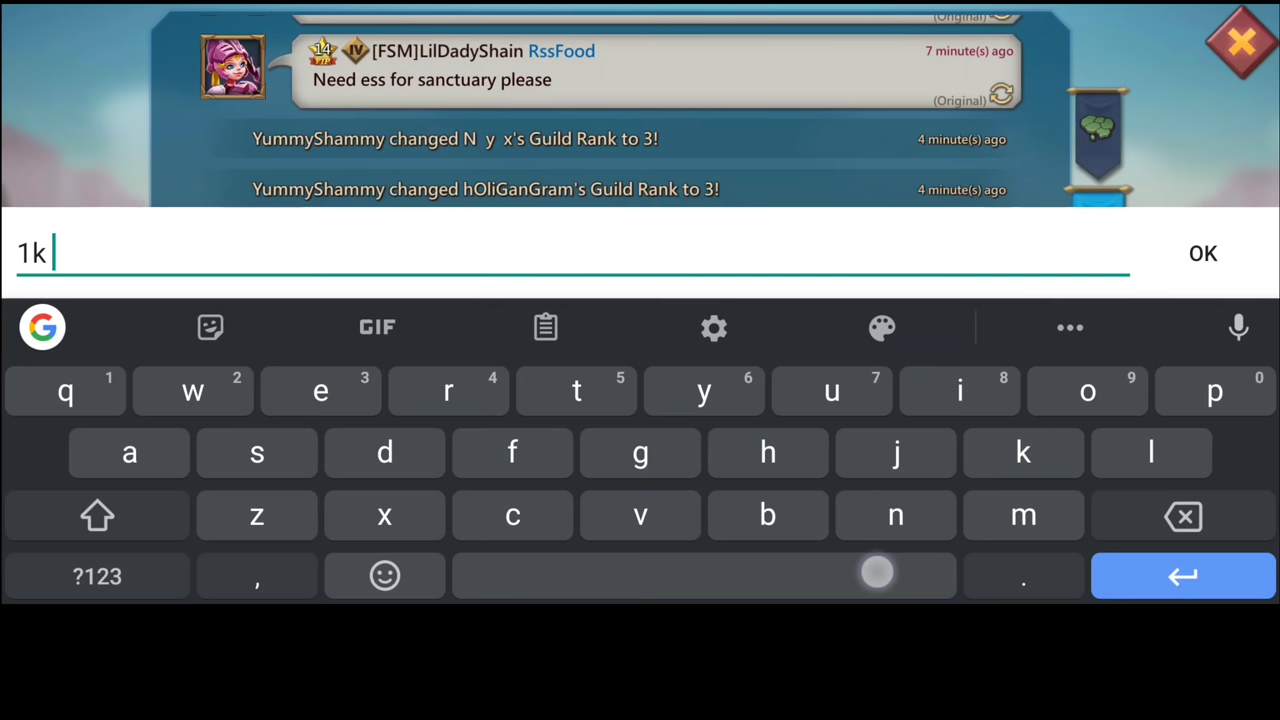 (Original)
14 IV [FSM]LilDadyShain RssFood 7 minute(s) ago
Need ess for sanctuary please
(Original)
YummyShammy changed N y x's Guild Rank to 3! 4 minute(s) ago
YummyShammy changed hOliGanGram's Guild Rank to 3! 4 minute(s) ago
1k OK
G GIF
q 1 w 2 e 3 r 4 t 5 y 6 u 7 i 8 o 9 p 0
a s d f g h j k l
z x c v b n m
?123 , .